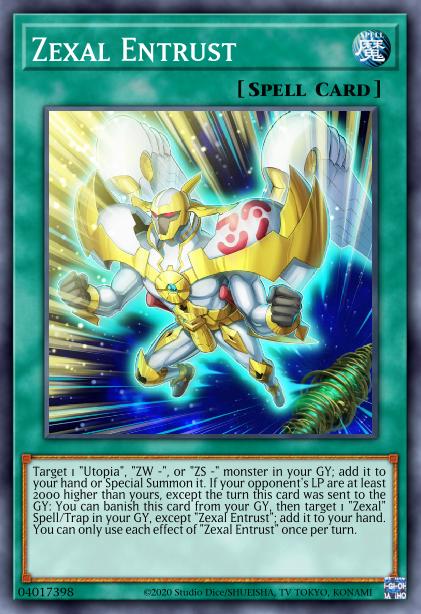 Zexal Entrust
SPELL
魔
[Spell Card]
Target 1 "Utopia", "ZW -", or "ZS -" monster in your GY; add it to
your hand or Special Summon it. If your opponent's LP are at least
2000 higher than yours, except the turn this card was sent to the
GY: You can banish this card from your GY, then target 1 "Zexal"
Spell/Trap in your GY, except "Zexal Entrust"; add it to your hand.
You can only use each effect of "Zexal Entrust" once per turn.
04017398 ©2020 Studio Dice/SHUEISHA, TV TOKYO, KONAMI